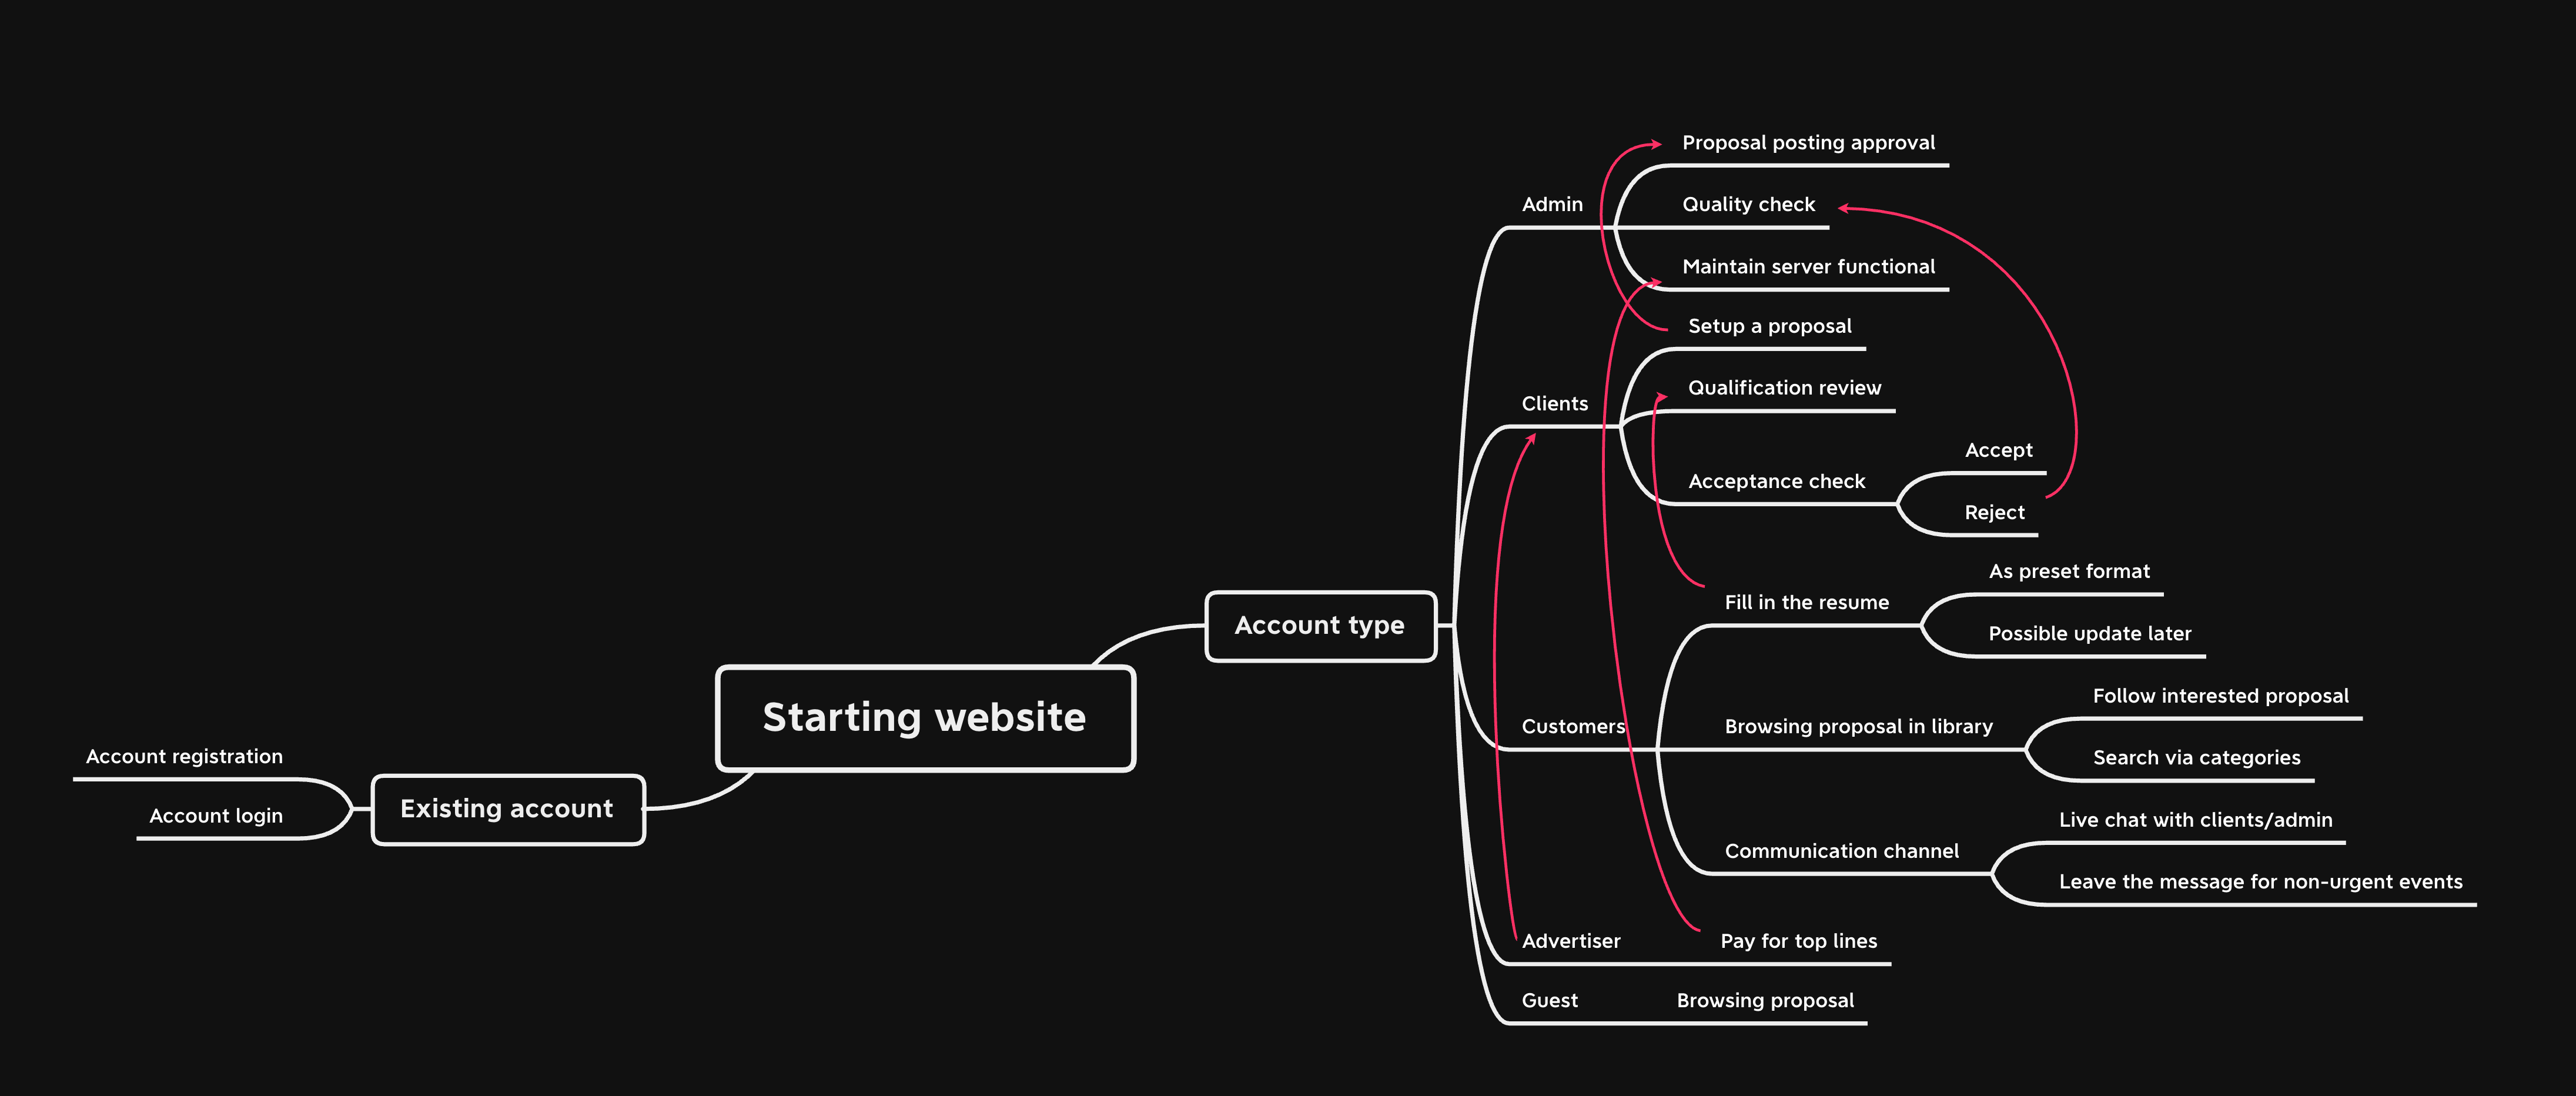 Starting website
Account type
Admin
Proposal posting approval
Quality check
Maintain server functional
Clients
Setup a proposal
Qualification review
Acceptance check
Accept
Reject
Customers
Fill in the resume
As preset format
Possible update later
Browsing proposal in library
Follow interested proposal
Search via categories
Communication channel
Live chat with clients/admin
Leave the message for non-urgent events
Advertiser
Pay for top lines
Guest
Browsing proposal
Existing account
Account registration
Account login